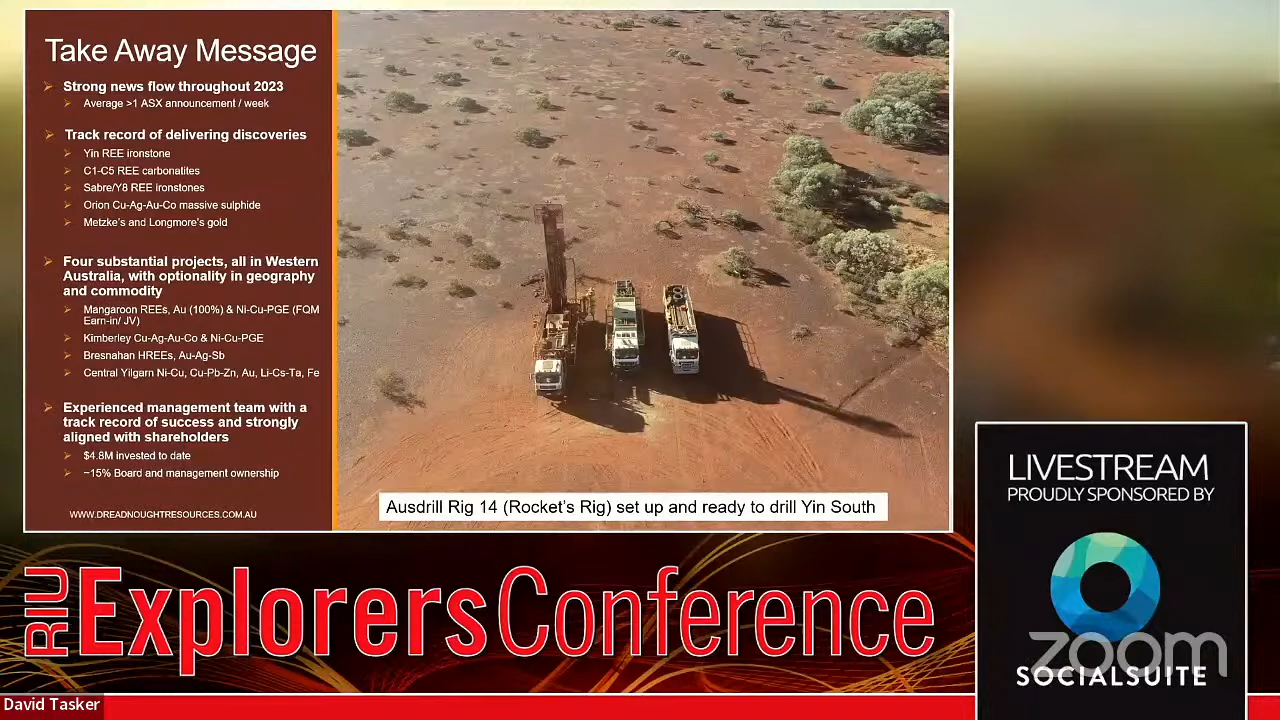 Take Away Message
Strong news flow throughout 2023
Average >1 ASX announcement / week
Track record of delivering discoveries
Yin REE ironstone
C1-C5 REE carbonatites
Sabre/Y8 REE ironstones
Orion Cu-Ag-Au-Co massive sulphide
Metzke's and Longmore's gold
Four substantial projects, all in Western
Australia, with optionality in geography
and commodity
Mangaroon REEs, Au (100%) & Ni-Cu-PGE (FQM
Earn-in/ JV)
Kimberley Cu-Ag-Au-Co & Ni-Cu-PGE
Bresnahan HREEs, Au-Ag-Sb
Central Yilgarn Ni-Cu, Cu-Pb-Zn, Au, Li-Cs-Ta, Fe
Experienced management team with a
track record of success and strongly
aligned with shareholders
$4.8M invested to date
~15% Board and management ownership
WWW.DREADNOUGHTRESOURCES.COM.AU
Ausdrill Rig 14 (Rocket's Rig) set up and ready to drill Yin South
LIVESTREAM
PROUDLY SPONSORED BY
zoom
SOCIALSUITE
RIU
ExplorersConference
David Tasker